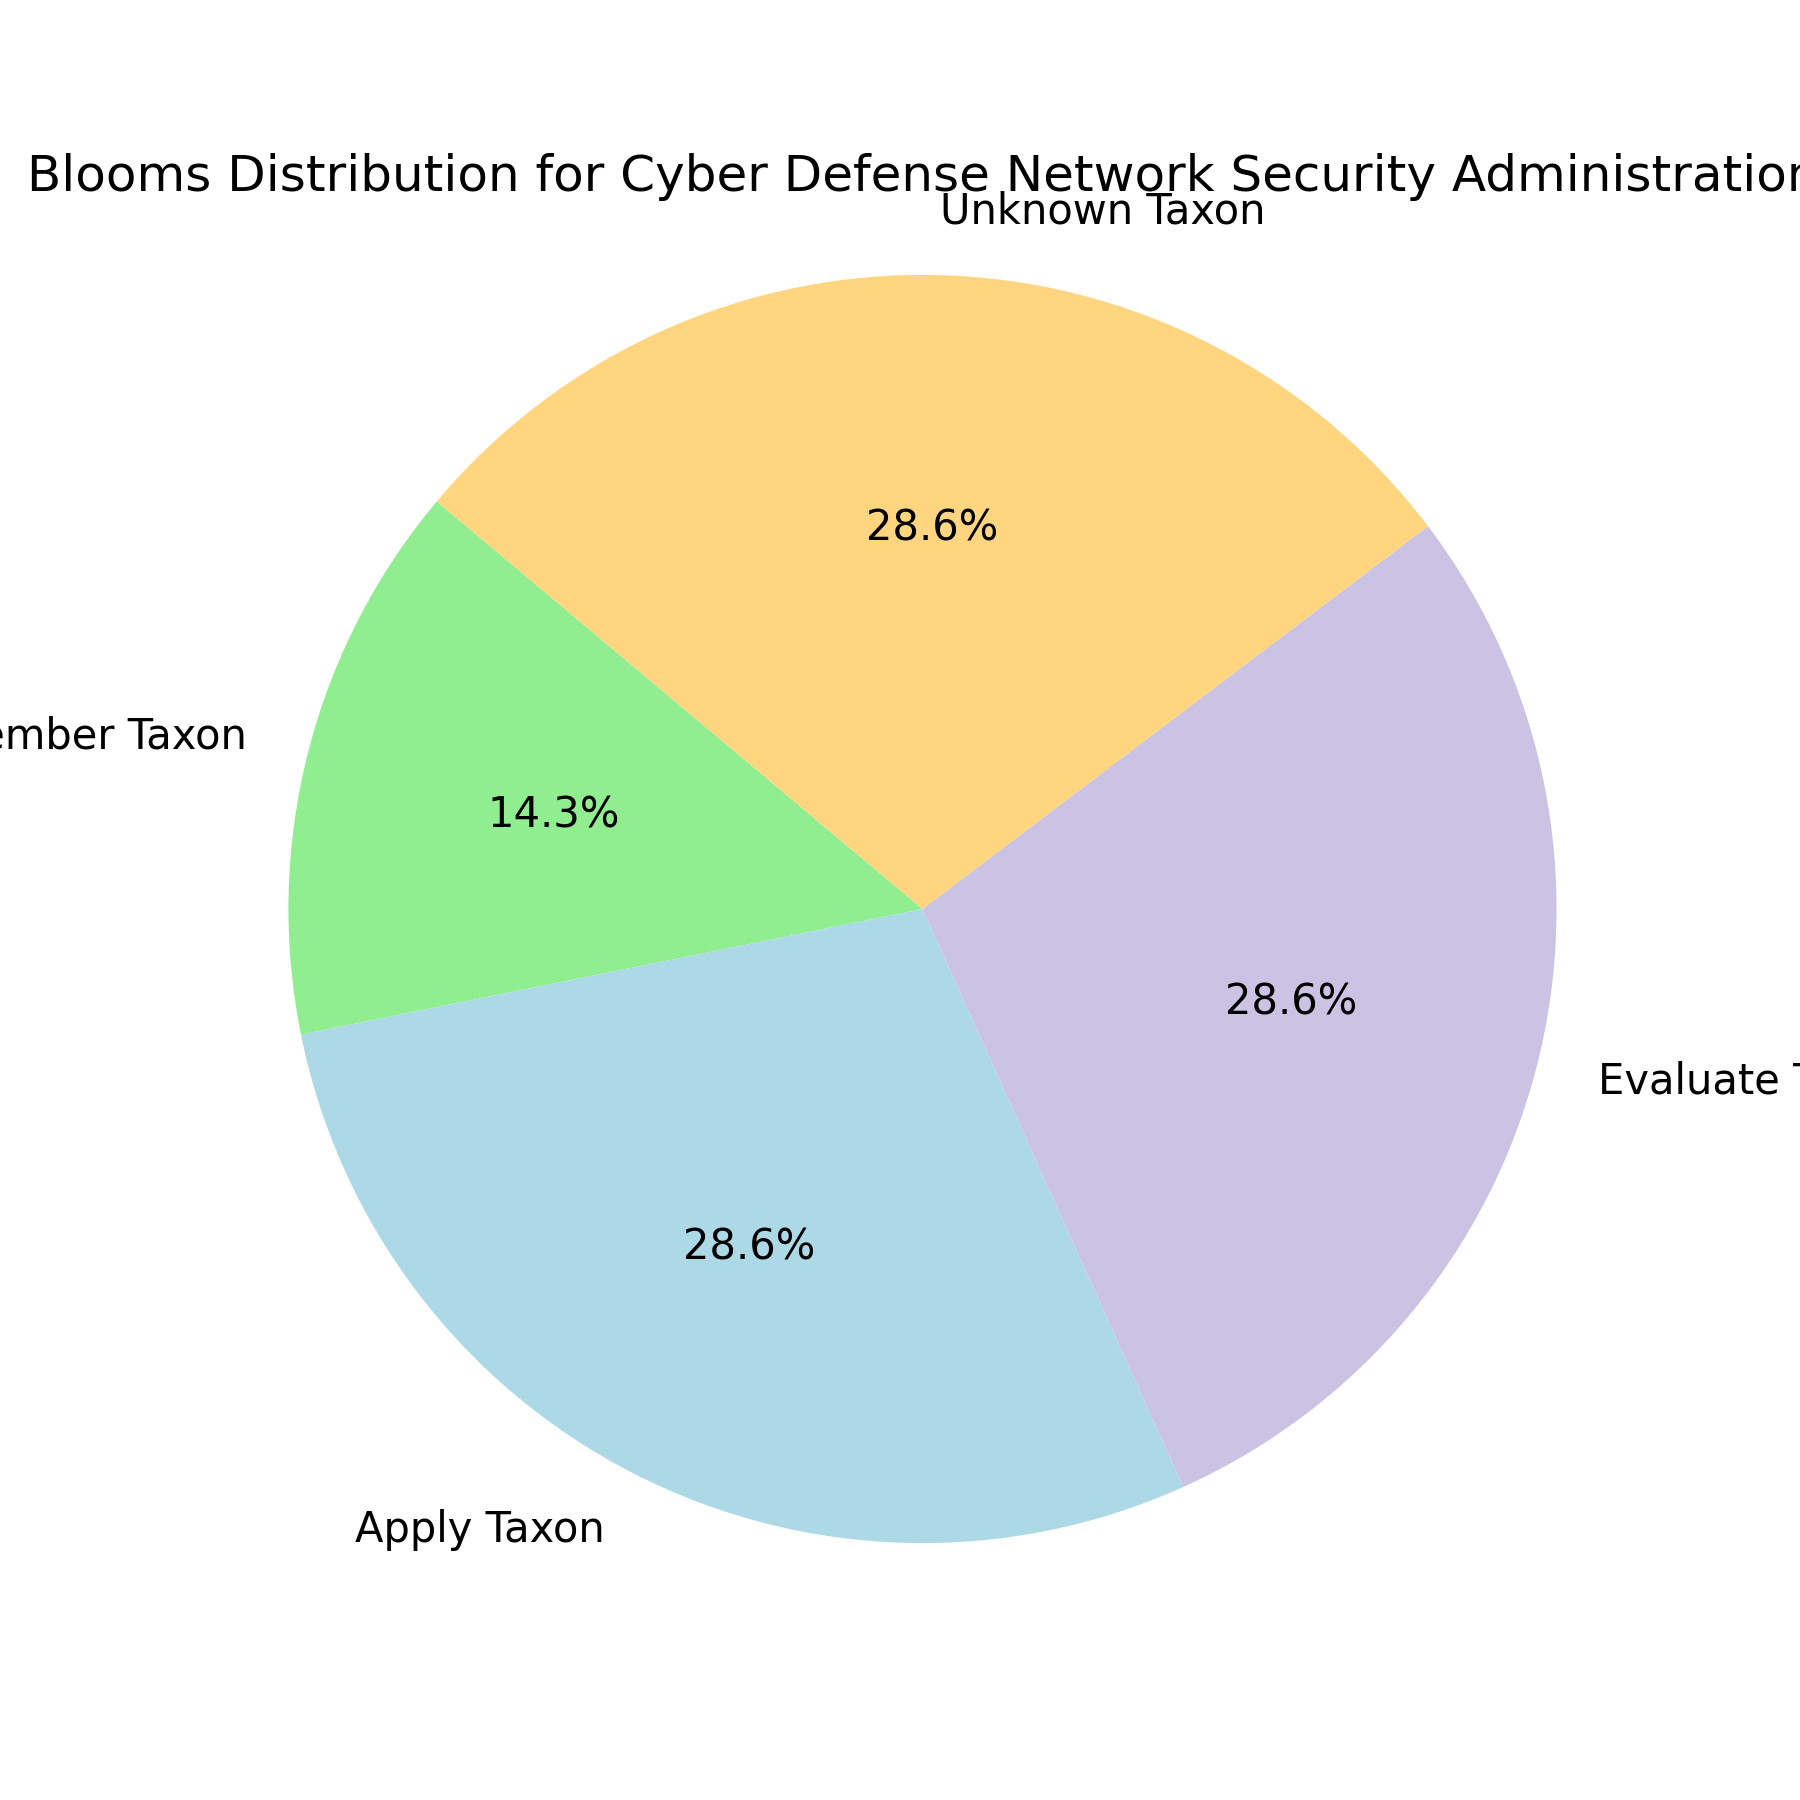 Blooms Distribution for Cyber Defense Network Security Administration
Unknown Taxon
28.6%
ember Taxon
14.3%
28.6%
Evaluate
28.6%
Apply Taxon